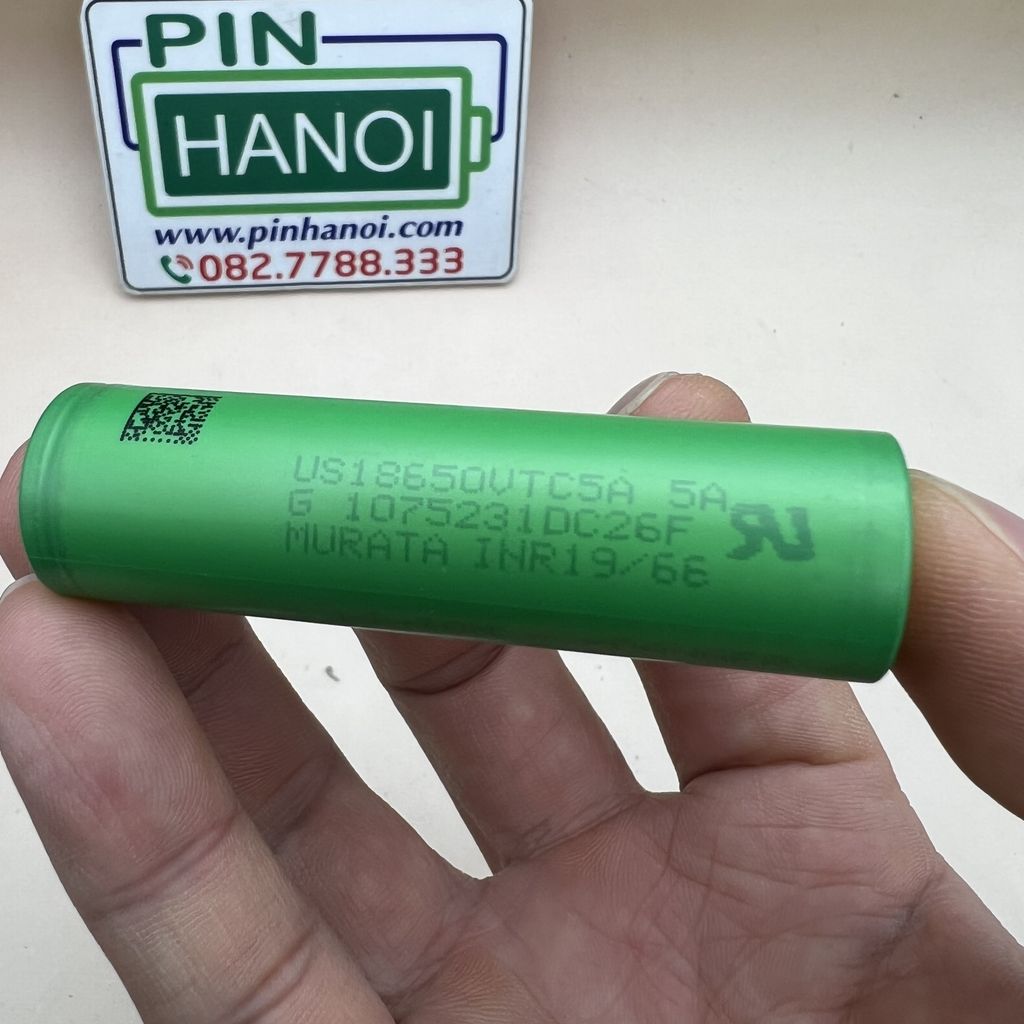 PIN
HANOI
www.pinhanoi.com
082.7788.333
US18650VTC5A 5A
G 1075231DC26F
MURATA INR19/66